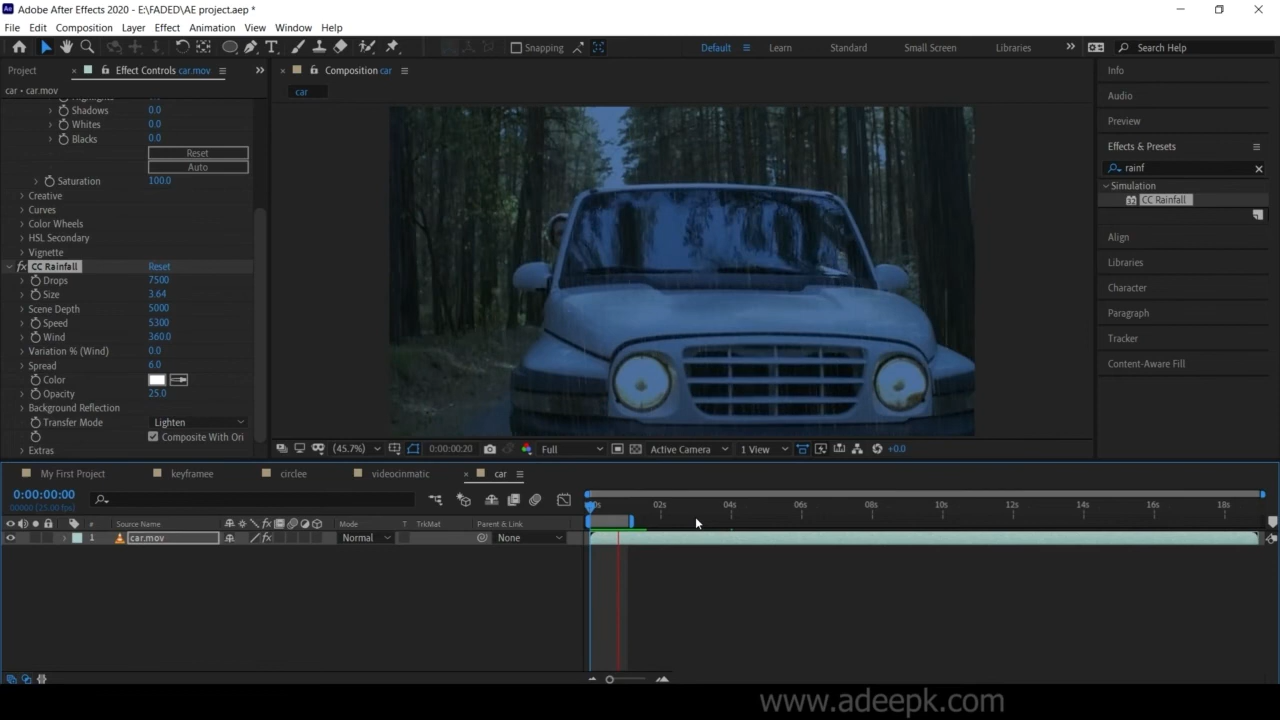 Adobe After Effects 2020 - E:\FADED\AE project.aep *
File Edit Composition Layer Effect Animation View Window Help
Snapping Default Learn Standard Small Screen Libraries Search Help
Project Effect Controls car.mov Composition car
car • car.mov
car
Shadows 0.0
Whites 0.0
Blacks 0.0
Reset
Auto
Saturation 100.0
Creative
Curves
Color Wheels
HSL Secondary
Vignette
fx CC Rainfall Reset
Drops 7500
Size 3.64
Scene Depth 5000
Speed 5300
Wind 360.0
Variation % (Wind) 0.0
Spread 6.0
Color
Opacity 25.0
Background Reflection
Transfer Mode Lighten
Composite With Ori
Extras
(45.7%) 0:00:00:20 Full Active Camera 1 View +0.0
Info
Audio
Preview
Effects & Presets
rainf
Simulation
CC Rainfall
Align
Libraries
Character
Paragraph
Tracker
Content-Aware Fill
My First Project keyframee circlee videocinmatic car
0:00:00:00
00000 (25.00 fps)
02s 04s 06s 08s 10s 12s 14s 16s 18s
# Source Name Mode T TrkMat Parent & Link
1 car.mov Normal None
www.adeepk.com